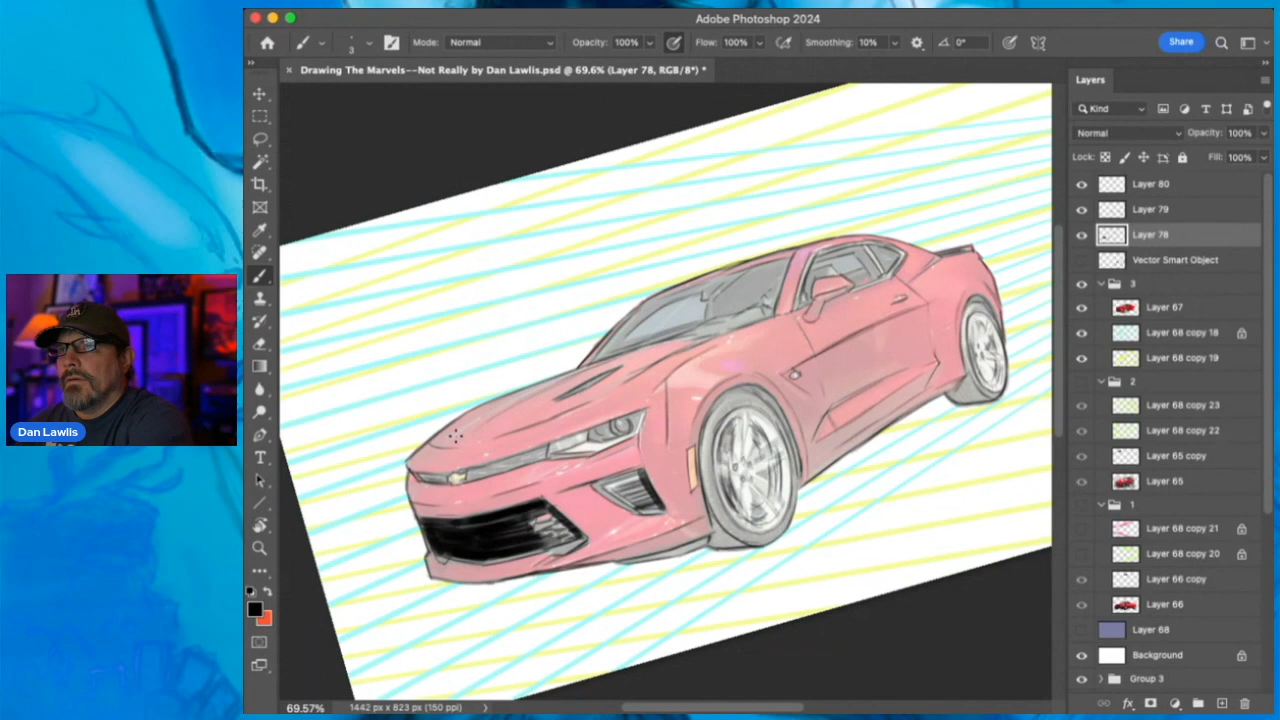 Adobe Photoshop 2024
3
Mode: Normal
Opacity: 100%
Flow: 100%
Smoothing: 10%
0°
Share
Drawing The Marvels--Not Really by Dan Lawlis.psd @ 69.6% (Layer 78, RGB/8*) *
Layers
Kind
Normal
Opacity: 100%
Lock:
Fill: 100%
Layer 80
Layer 79
Layer 78
Vector Smart Object
3
Layer 67
Layer 68 copy 18
Layer 68 copy 19
2
Layer 68 copy 23
Layer 68 copy 22
Layer 65 copy
Layer 65
1
Layer 68 copy 21
Layer 68 copy 20
Layer 66 copy
Layer 66
Layer 68
Background
Group 3
Dan Lawlis
69.57%
1442 px x 823 px (150 ppi)